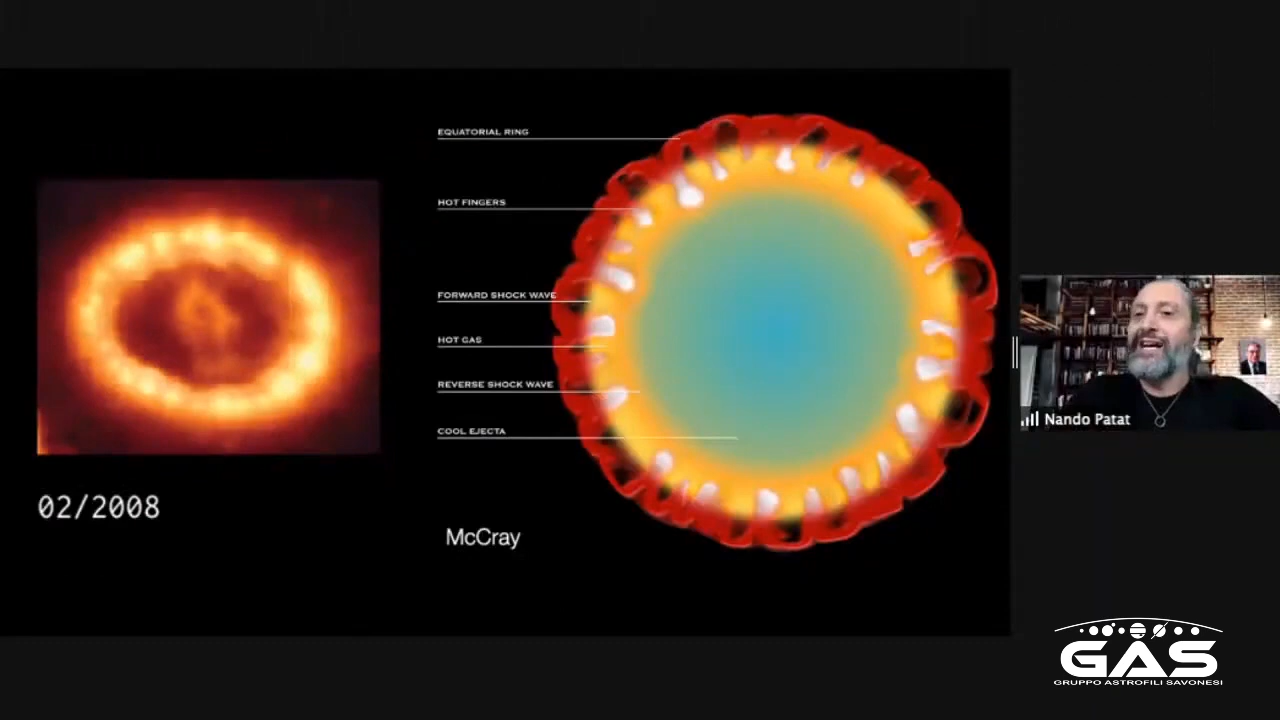 EQUATORIAL RING
HOT FINGERS
FORWARD SHOCK WAVE
HOT GAS
REVERSE SHOCK WAVE
COOL EJECTA
02/2008
McCray
Nando Patat
GAS
GRUPPO ASTROFILI SAVONESI